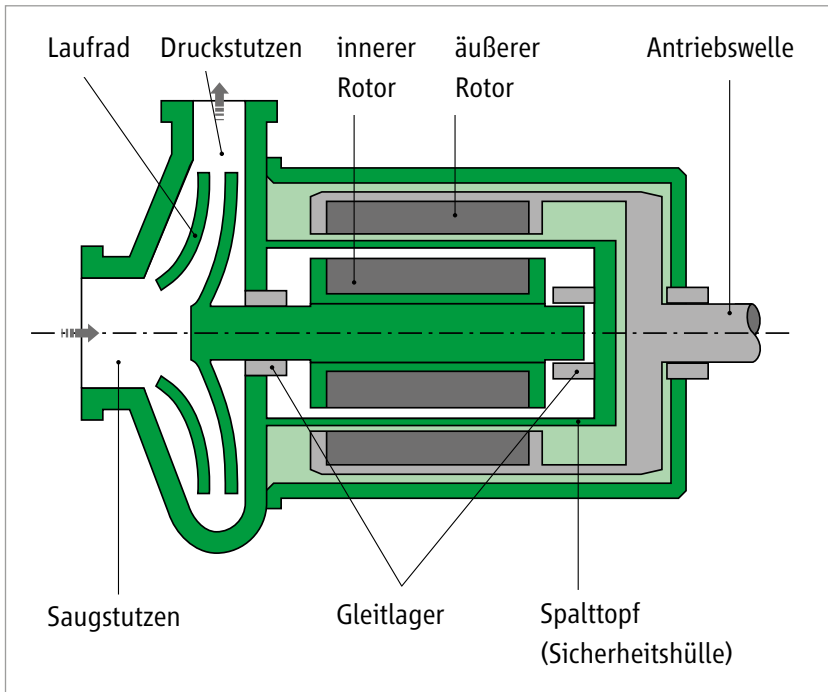 Laufrad
Druckstutzen
innerer
Rotor
äußerer
Rotor
Antriebswelle
Saugstutzen
Gleitlager
Spalttopf
(Sicherheitshülle)